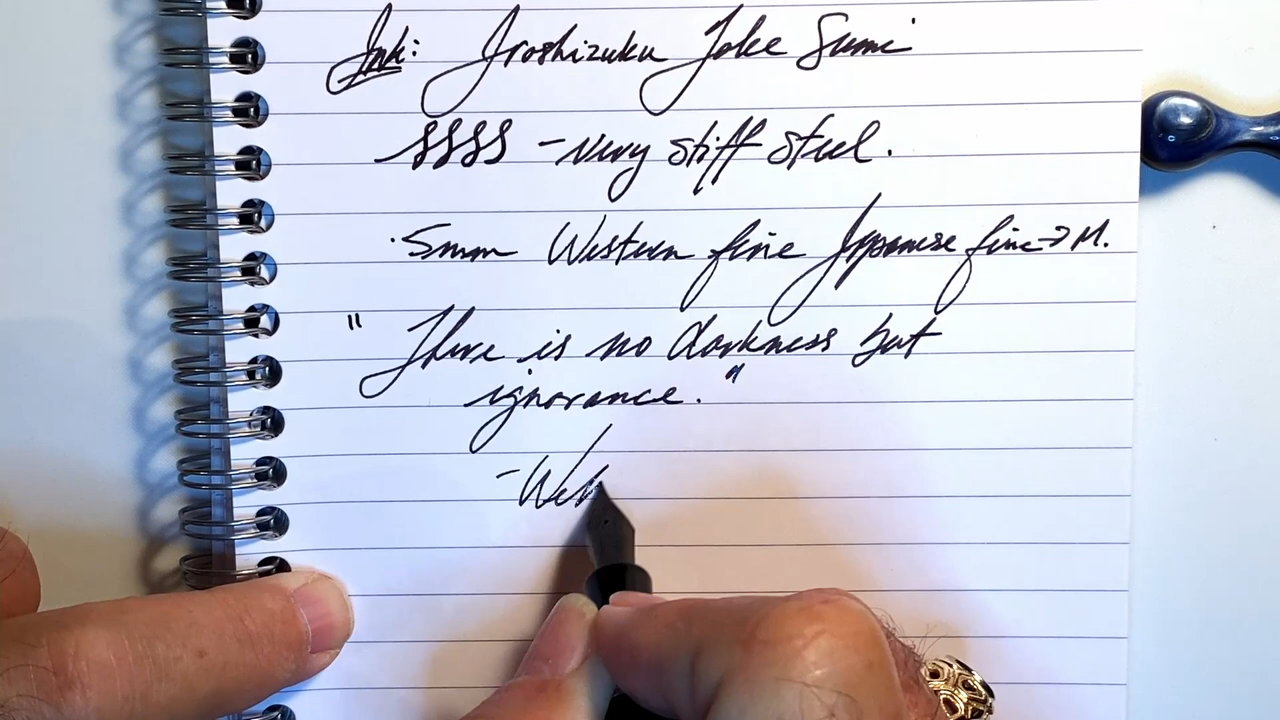 Ink: Iroshizuku Take Sumi
SSSS - very stiff steel.
.5mm Western fine Japanese fine → M.
" There is no darkness but
ignorance."
-